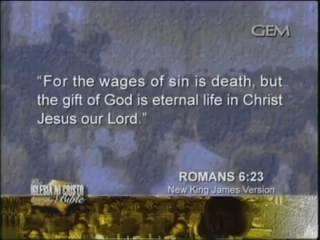 GEM
“For the wages of sin is death, but
the gift of God is eternal life in Christ
Jesus our Lord.”
ROMANS 6:23
New King James Version
IGLESIA NI CRISTO
Bible